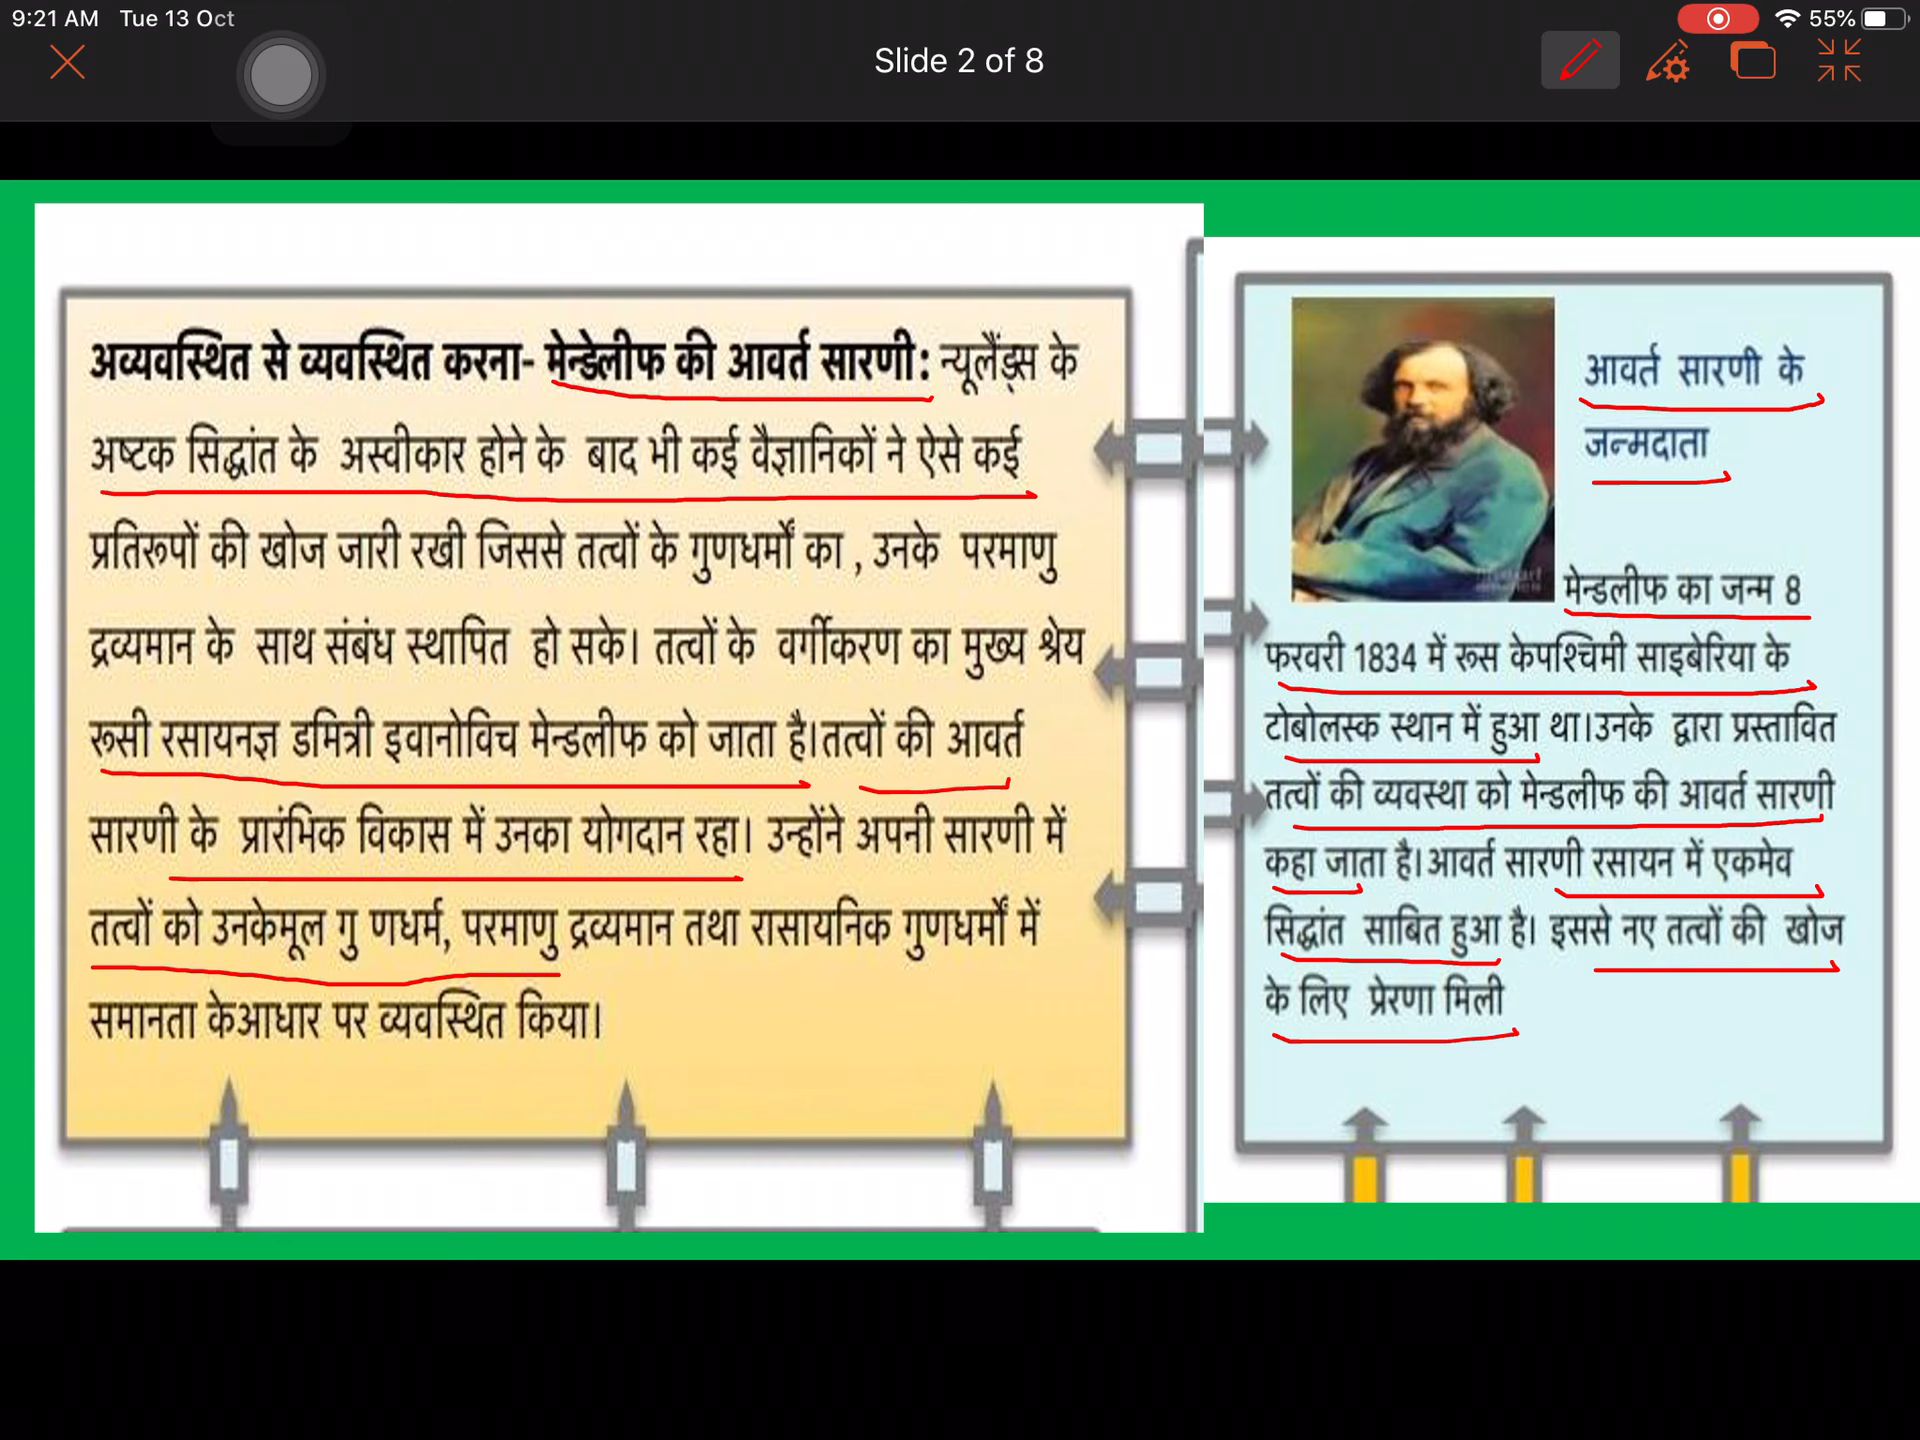 9:21 AM Tue 13 Oct
55%
Slide 2 of 8
अव्यवस्थित से व्यवस्थित करना- मेन्डेलीफ की आवर्त सारणी: न्यूलैंड्स के
अष्टक सिद्धांत के अस्वीकार होने के बाद भी कई वैज्ञानिकों ने ऐसे कई
प्रतिरूपों की खोज जारी रखी जिससे तत्वों के गुणधर्मों का , उनके परमाणु
द्रव्यमान के साथ संबंध स्थापित हो सके। तत्वों के वर्गीकरण का मुख्य श्रेय
रूसी रसायनज्ञ डमित्री इवानोविच मेन्डलीफ को जाता है।तत्वों की आवर्त
सारणी के प्रारंभिक विकास में उनका योगदान रहा। उन्होंने अपनी सारणी में
तत्वों को उनकेमूल गु णधर्म, परमाणु द्रव्यमान तथा रासायनिक गुणधर्मों में
समानता केआधार पर व्यवस्थित किया।
आवर्त सारणी के
जन्मदाता
मेन्डलीफ का जन्म 8
फरवरी 1834 में रूस केपश्चिमी साइबेरिया के
टोबोलस्क स्थान में हुआ था।उनके द्वारा प्रस्तावित
तत्वों की व्यवस्था को मेन्डलीफ की आवर्त सारणी
कहा जाता है।आवर्त सारणी रसायन में एकमेव
सिद्धांत साबित हुआ है। इससे नए तत्वों की खोज
के लिए प्रेरणा मिली